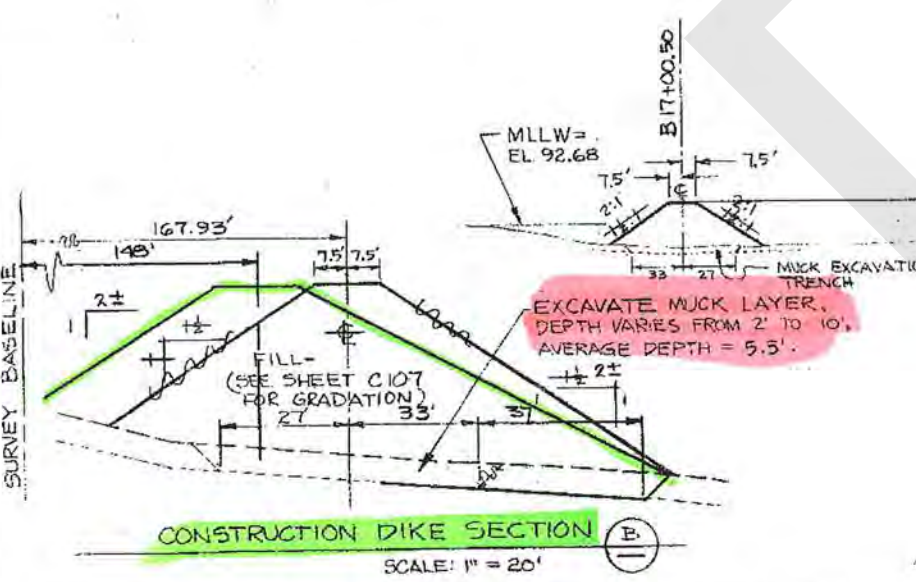 B 17+00.50
MLLW=
EL 92.68
7.5'
7.5'
2:1
2:1
33
27
MUCK EXCAVATIO
TRENCH
167.93'
148'
7.5'
7.5'
SURVEY BASELINE
2±
1
1½
1
EXCAVATE MUCK LAYER.
DEPTH VARIES FROM 2' TO 10'.
AVERAGE DEPTH = 5.5'.
FILL-
(SEE SHEET C107
FOR GRADATION)
27'
33'
37'
1½
2±
1
CONSTRUCTION DIKE SECTION
B
SCALE: 1" = 20'